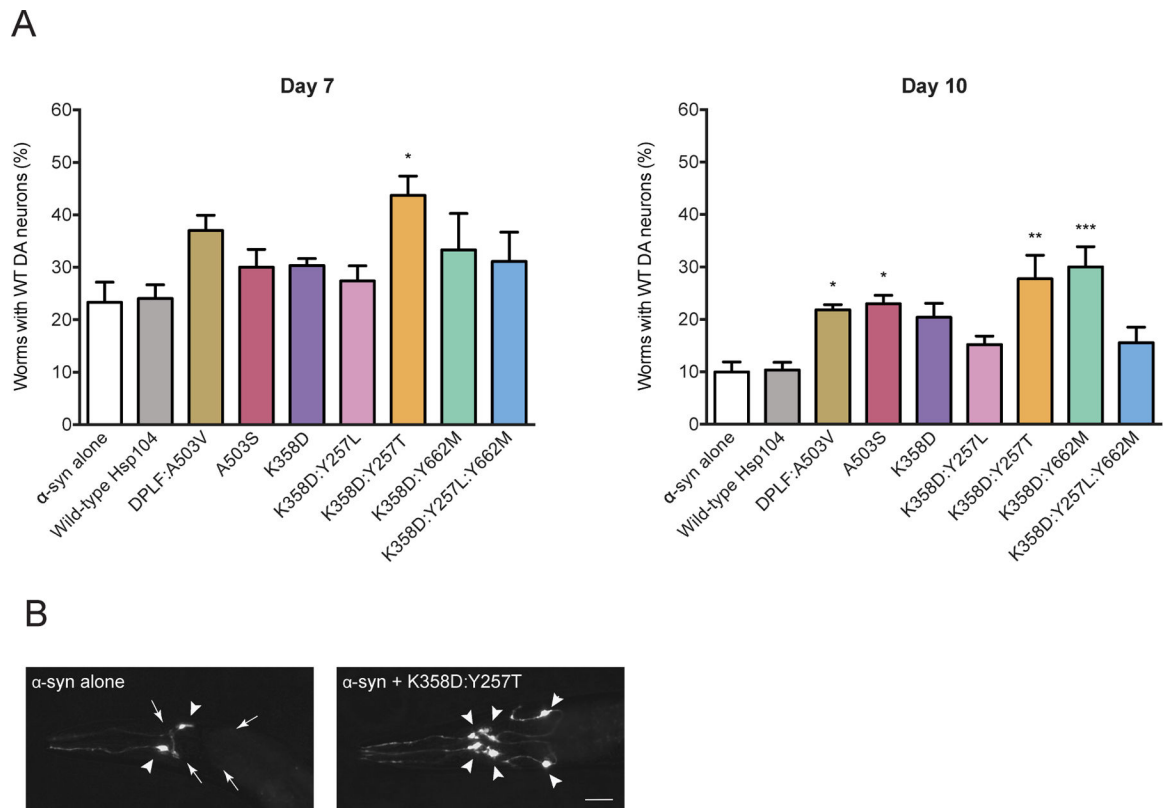 A
Day 7
Worms with WT DA neurons (%)
60
50
40
30
20
10
0
*
α-syn alone
Wild-type Hsp104
DPLF:A503V
A503S
K358D
K358D:Y257L
K358D:Y257T
K358D:Y662M
K358D:Y257L:Y662M
Day 10
Worms with WT DA neurons (%)
60
50
40
30
20
10
0
*
*
**
***
α-syn alone
Wild-type Hsp104
DPLF:A503V
A503S
K358D
K358D:Y257L
K358D:Y257T
K358D:Y662M
K358D:Y257L:Y662M
B
α-syn alone
α-syn + K358D:Y257T